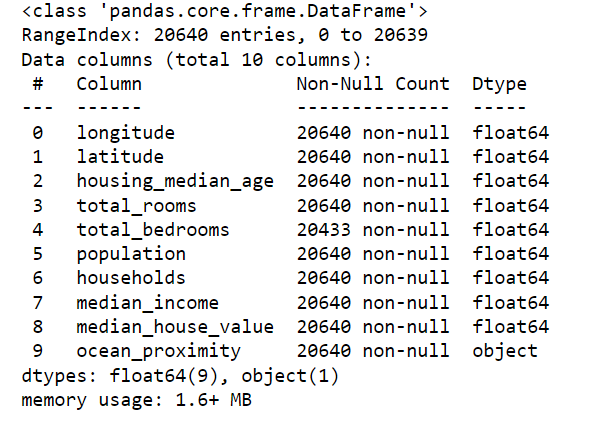 <class 'pandas.core.frame.DataFrame'>
RangeIndex: 20640 entries, 0 to 20639
Data columns (total 10 columns):
 #   Column              Non-Null Count  Dtype
---  ------              --------------  -----
 0   longitude           20640 non-null  float64
 1   latitude            20640 non-null  float64
 2   housing_median_age  20640 non-null  float64
 3   total_rooms         20640 non-null  float64
 4   total_bedrooms      20433 non-null  float64
 5   population          20640 non-null  float64
 6   households          20640 non-null  float64
 7   median_income       20640 non-null  float64
 8   median_house_value  20640 non-null  float64
 9   ocean_proximity     20640 non-null  object
dtypes: float64(9), object(1)
memory usage: 1.6+ MB